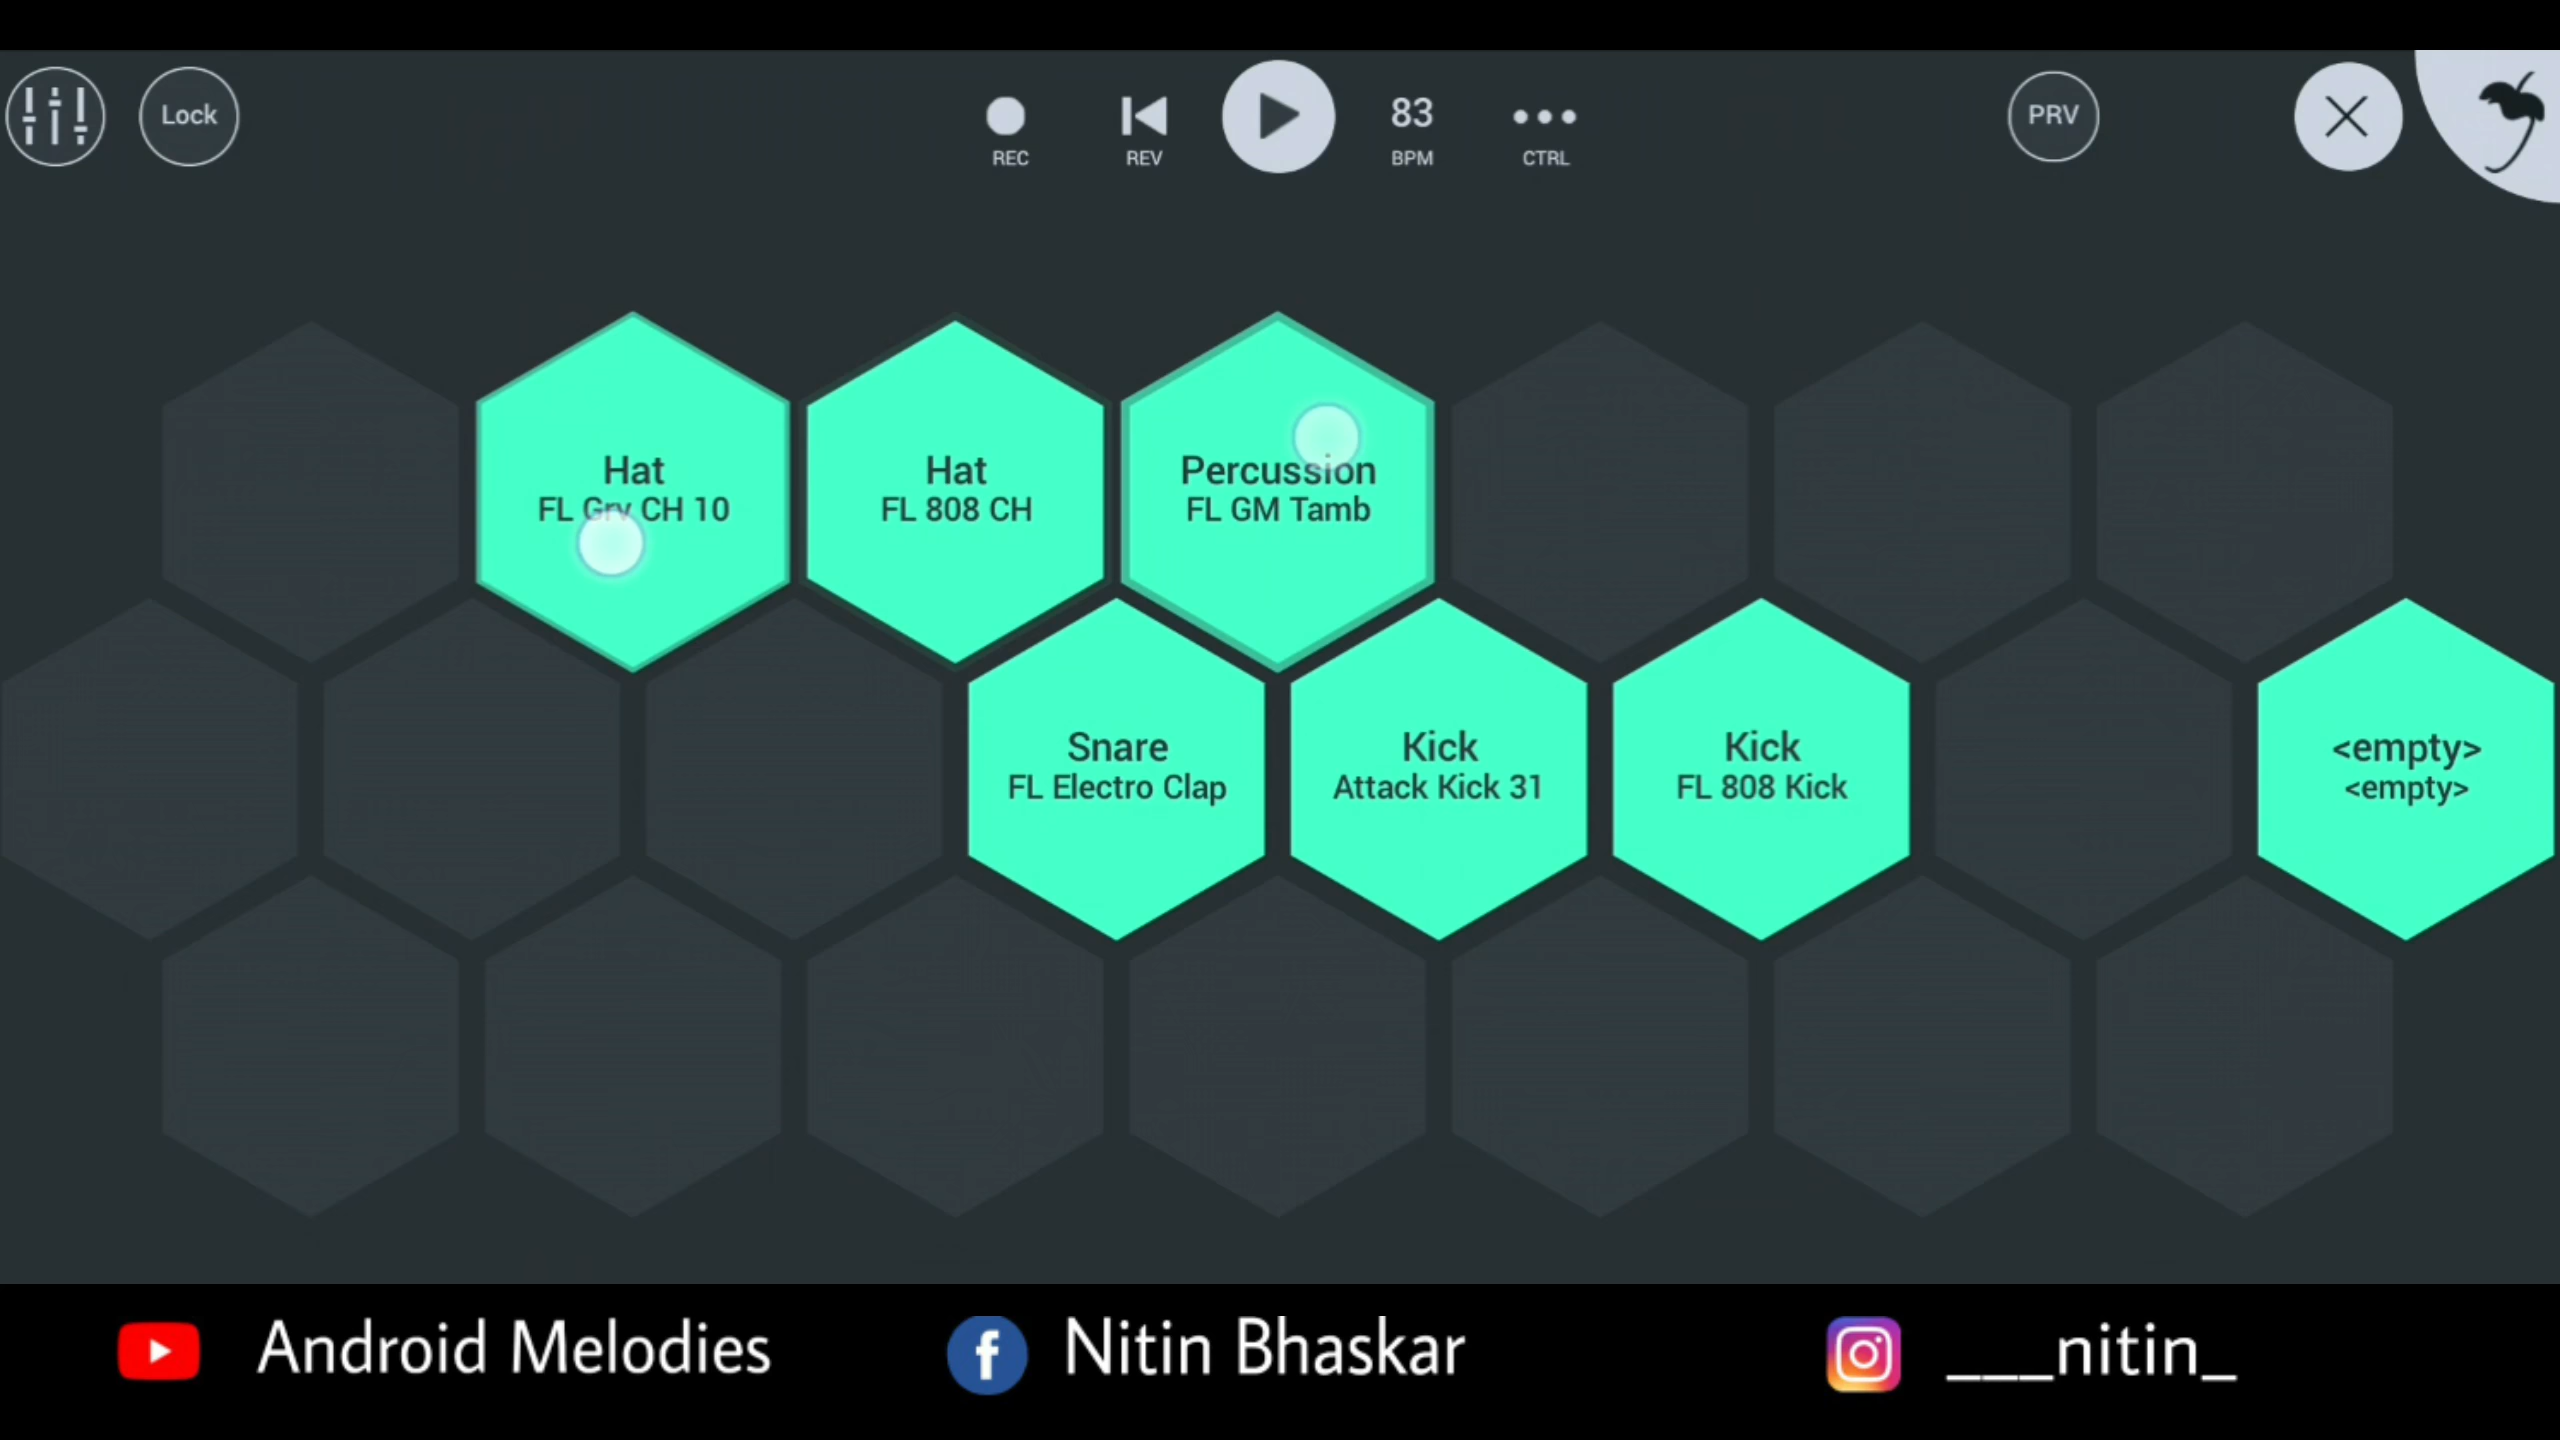 Lock
REC
REV
83
BPM
CTRL
PRV
Hat
FL Grv CH 10
Hat
FL 808 CH
Percussion
FL GM Tamb
Snare
FL Electro Clap
Kick
Attack Kick 31
Kick
FL 808 Kick
<empty>
<empty>
Android Melodies
Nitin Bhaskar
___nitin_